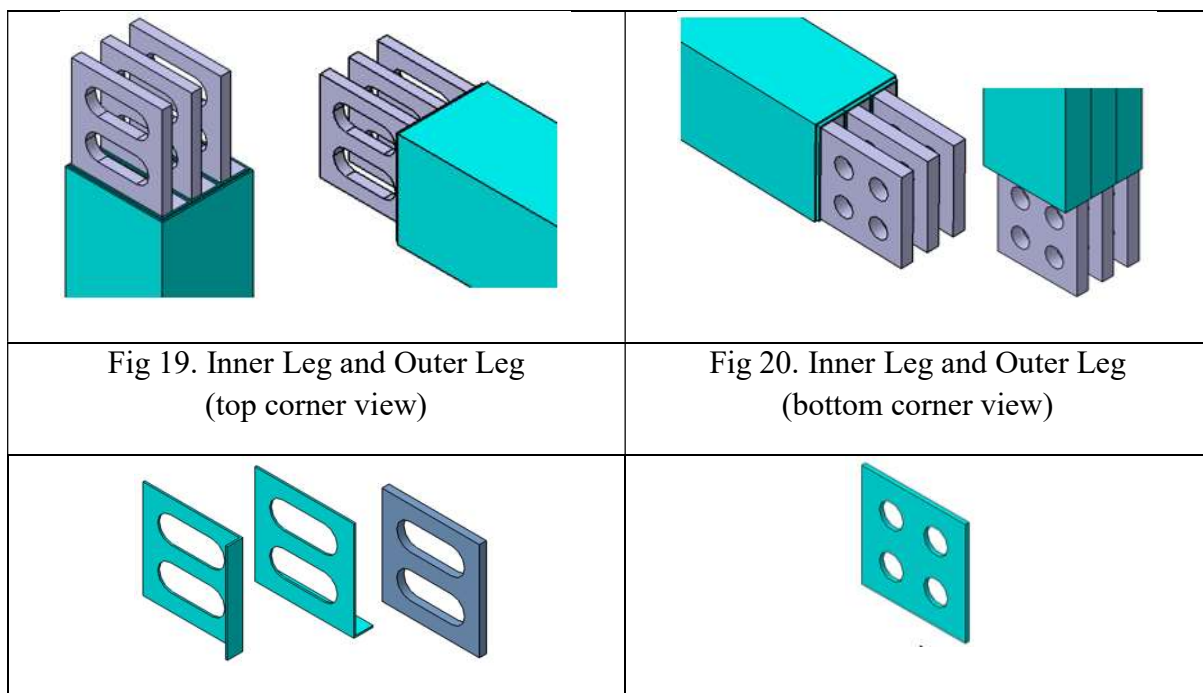 Fig 19. Inner Leg and Outer Leg
(top corner view)
Fig 20. Inner Leg and Outer Leg
(bottom corner view)